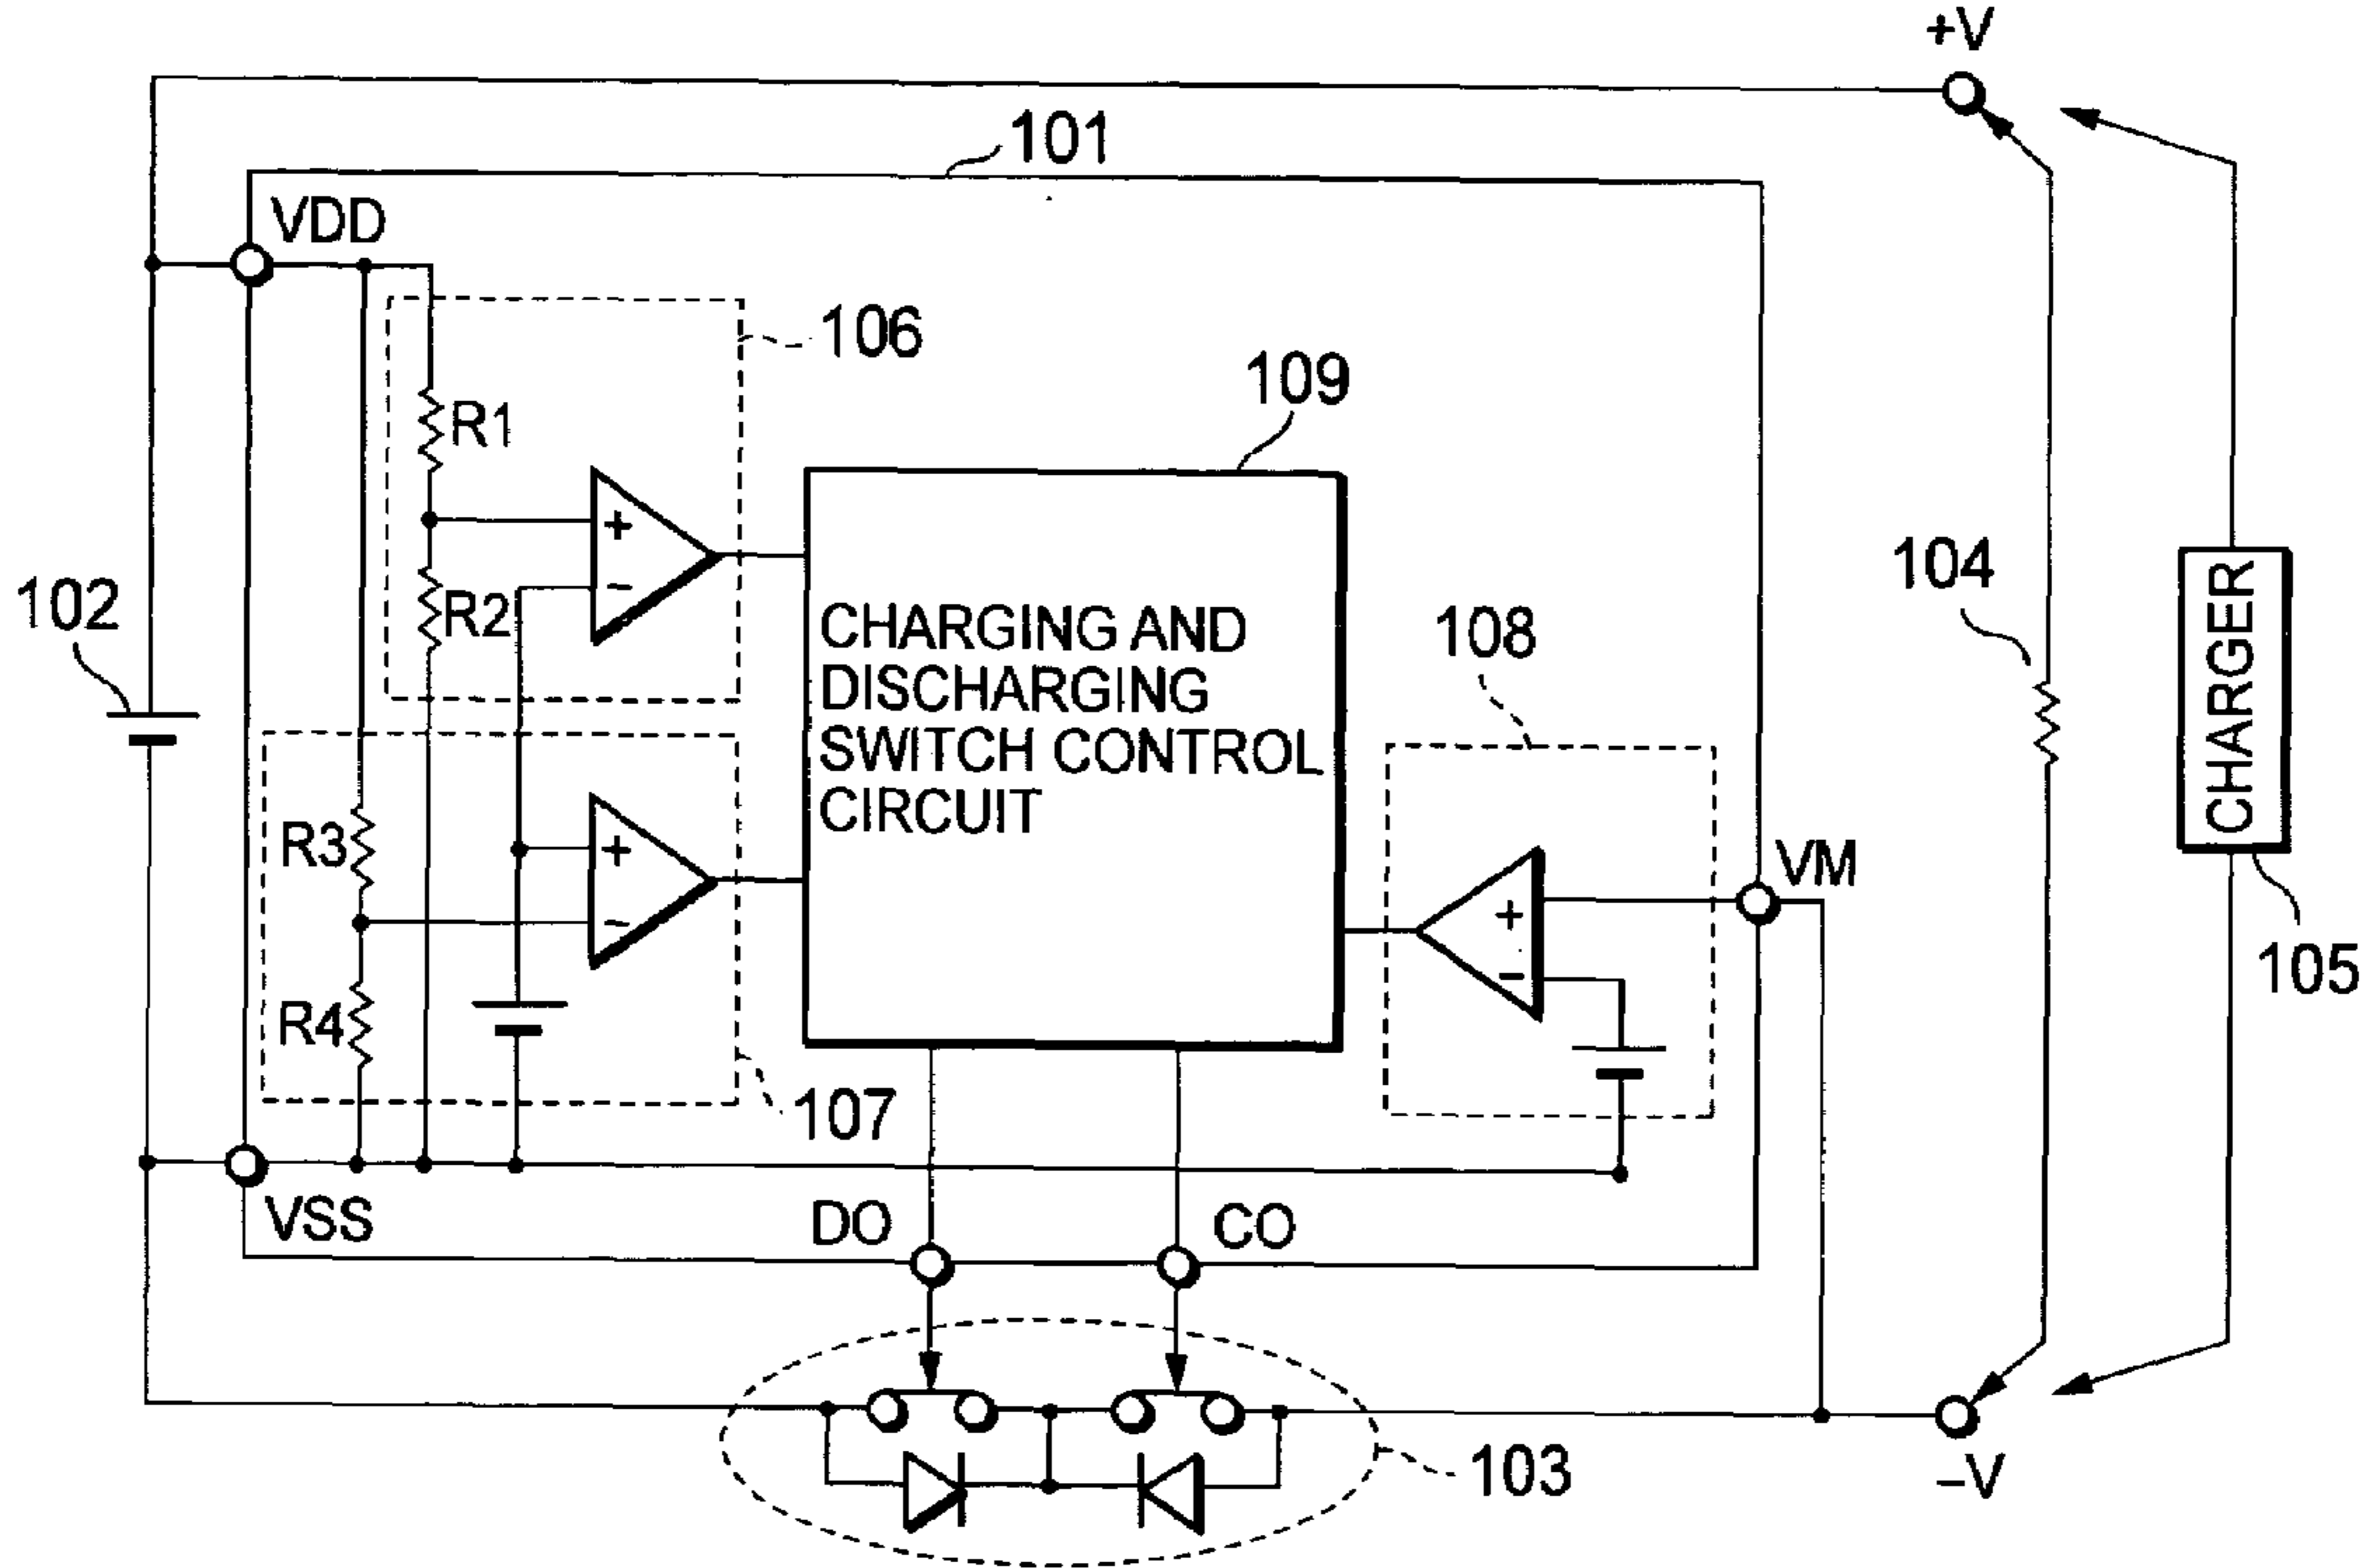 +V
101
VDD
106
R1
109
102
R2
CHARGING AND
DISCHARGING
SWITCH CONTROL
CIRCUIT
+
−
104
108
CHARGER
R3
+
−
VM
+
−
105
R4
107
VSS
DO
CO
103
−V